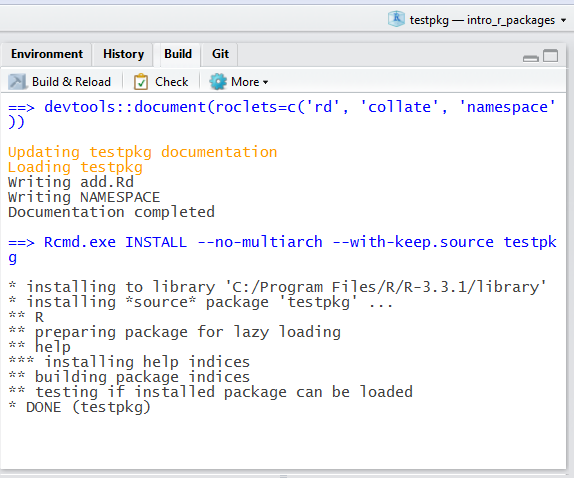 testpkg — intro_r_packages
Environment History Build Git
Build & Reload Check More
==> devtools::document(roclets=c('rd', 'collate', 'namespace'
))
Updating testpkg documentation
Loading testpkg
Writing add.Rd
Writing NAMESPACE
Documentation completed
==> Rcmd.exe INSTALL --no-multiarch --with-keep.source testpk
g
* installing to library 'C:/Program Files/R/R-3.3.1/library'
* installing *source* package 'testpkg' ...
** R
** preparing package for lazy loading
** help
*** installing help indices
** building package indices
** testing if installed package can be loaded
* DONE (testpkg)